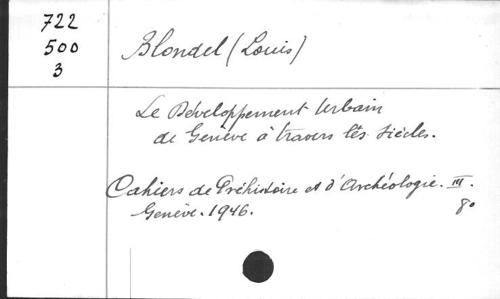 722
500
3
Blondel (Louis)
Le Développement Urbain
de Genève à travers les siècles.
Cahiers de Préhistoire et d'Archéologie. III.
Genève. 1946. 8°